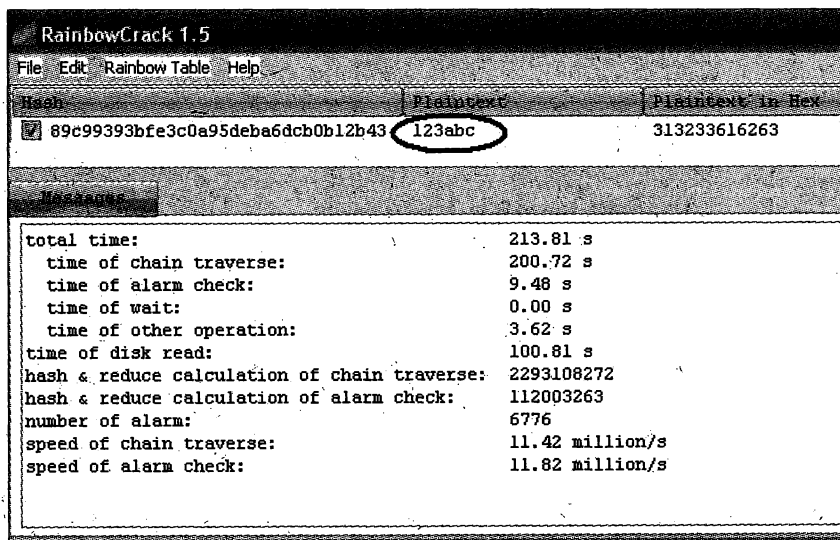 RainbowCrack 1.5
File Edit Rainbow Table Help
Hash Plaintext Plaintext in Hex
89c99393bfe3c0a95deba6dcb0b12b43 123abc 313233616263
Messages
total time: 213.81 s
time of chain traverse: 200.72 s
time of alarm check: 9.48 s
time of wait: 0.00 s
time of other operation: 3.62 s
time of disk read: 100.81 s
hash & reduce calculation of chain traverse: 2293108272
hash & reduce calculation of alarm check: 112003263
number of alarm: 6776
speed of chain traverse: 11.42 million/s
speed of alarm check: 11.82 million/s